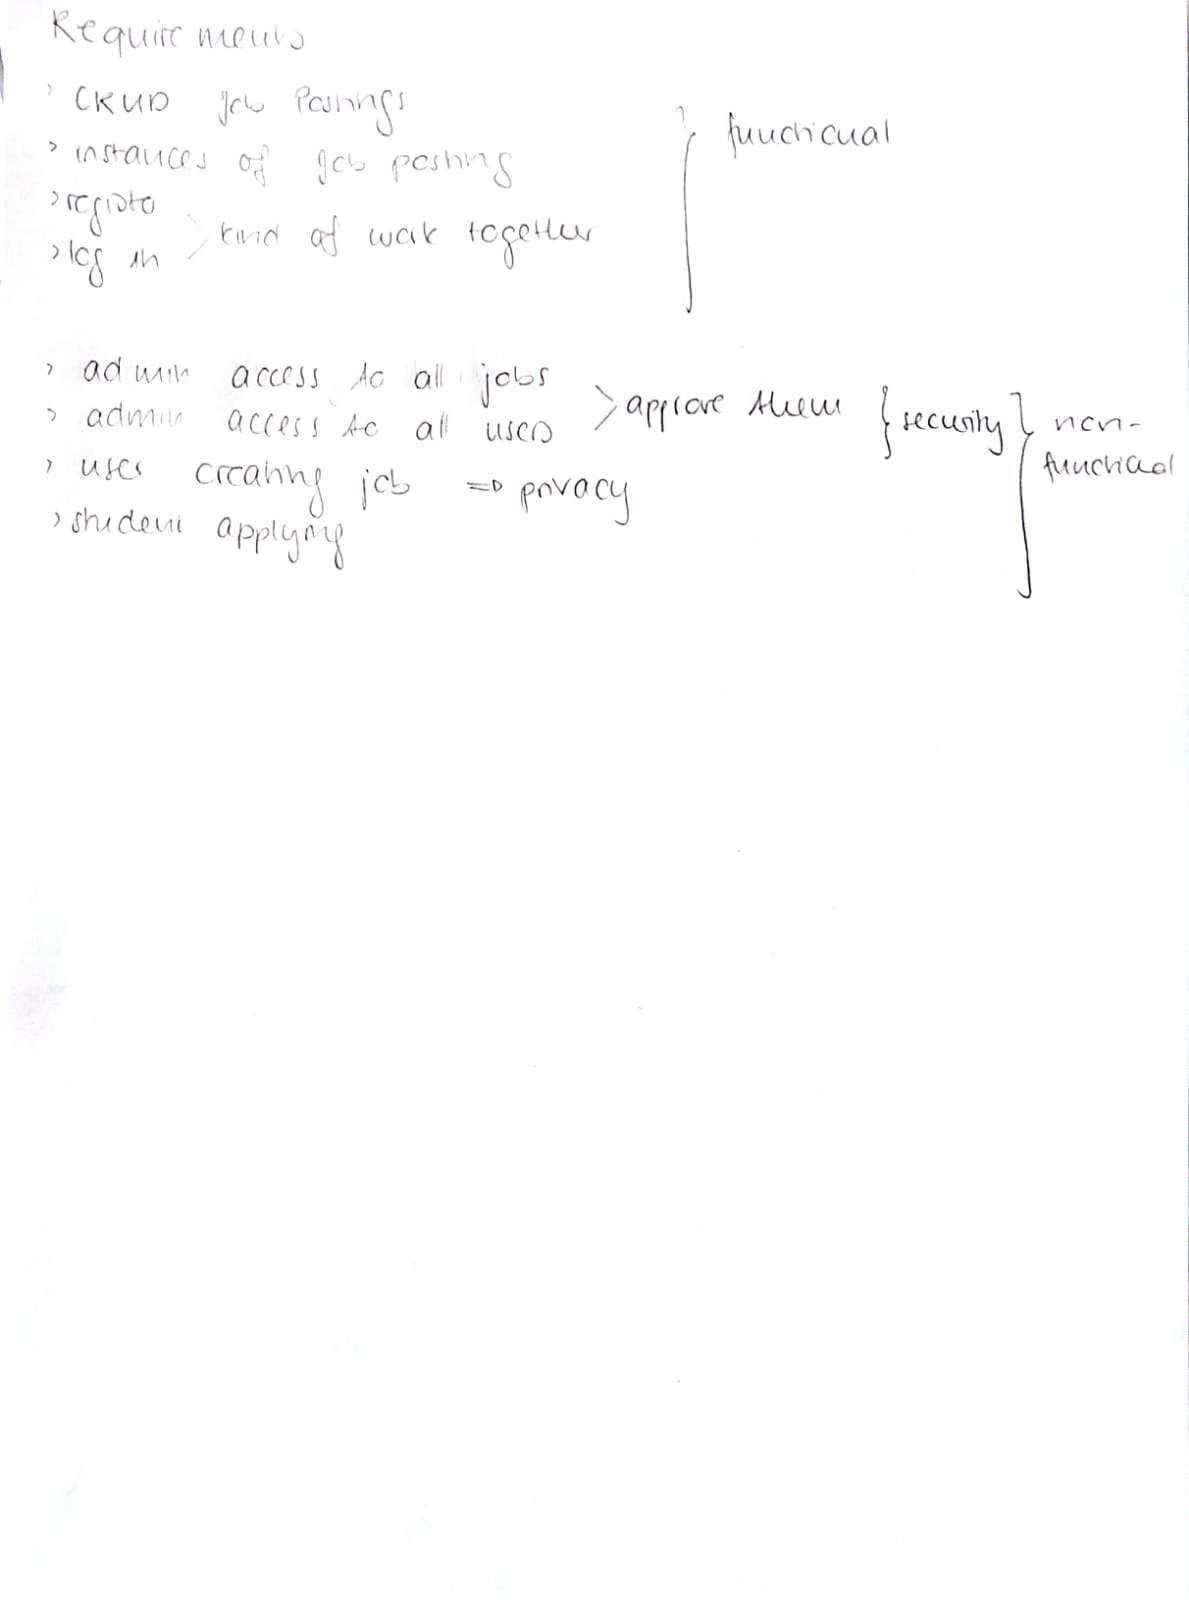 Requirements
> CRUD Job Postings
} functional
> instances of Job posting
> register
> log in
> kind of work together
> admin access to all jobs
> admin access to all users
> approve them { security } non-
functional
> user creating job => privacy
> student applying